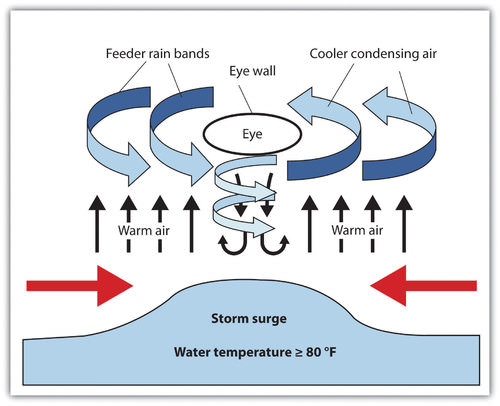 Feeder rain bands
Cooler condensing air
Eye wall
Eye
Warm air
Warm air
Storm surge
Water temperature ≥ 80 °F